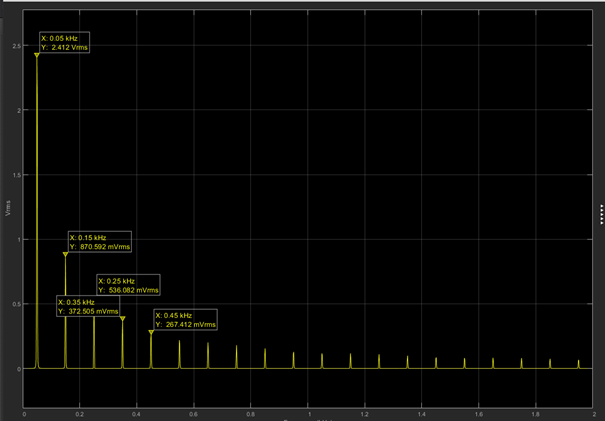 X: 0.05 kHz
Y: 2.412 Vrms
2.5
2
1.5
Vrms
X: 0.15 kHz
Y: 870.592 mVrms
1
X: 0.25 kHz
Y: 536.082 mVrms
X: 0.35 kHz
Y: 372.505 mVrms
0.5
X: 0.45 kHz
Y: 267.412 mVrms
0
0 0.2 0.4 0.6 0.8 1 1.2 1.4 1.6 1.8 2